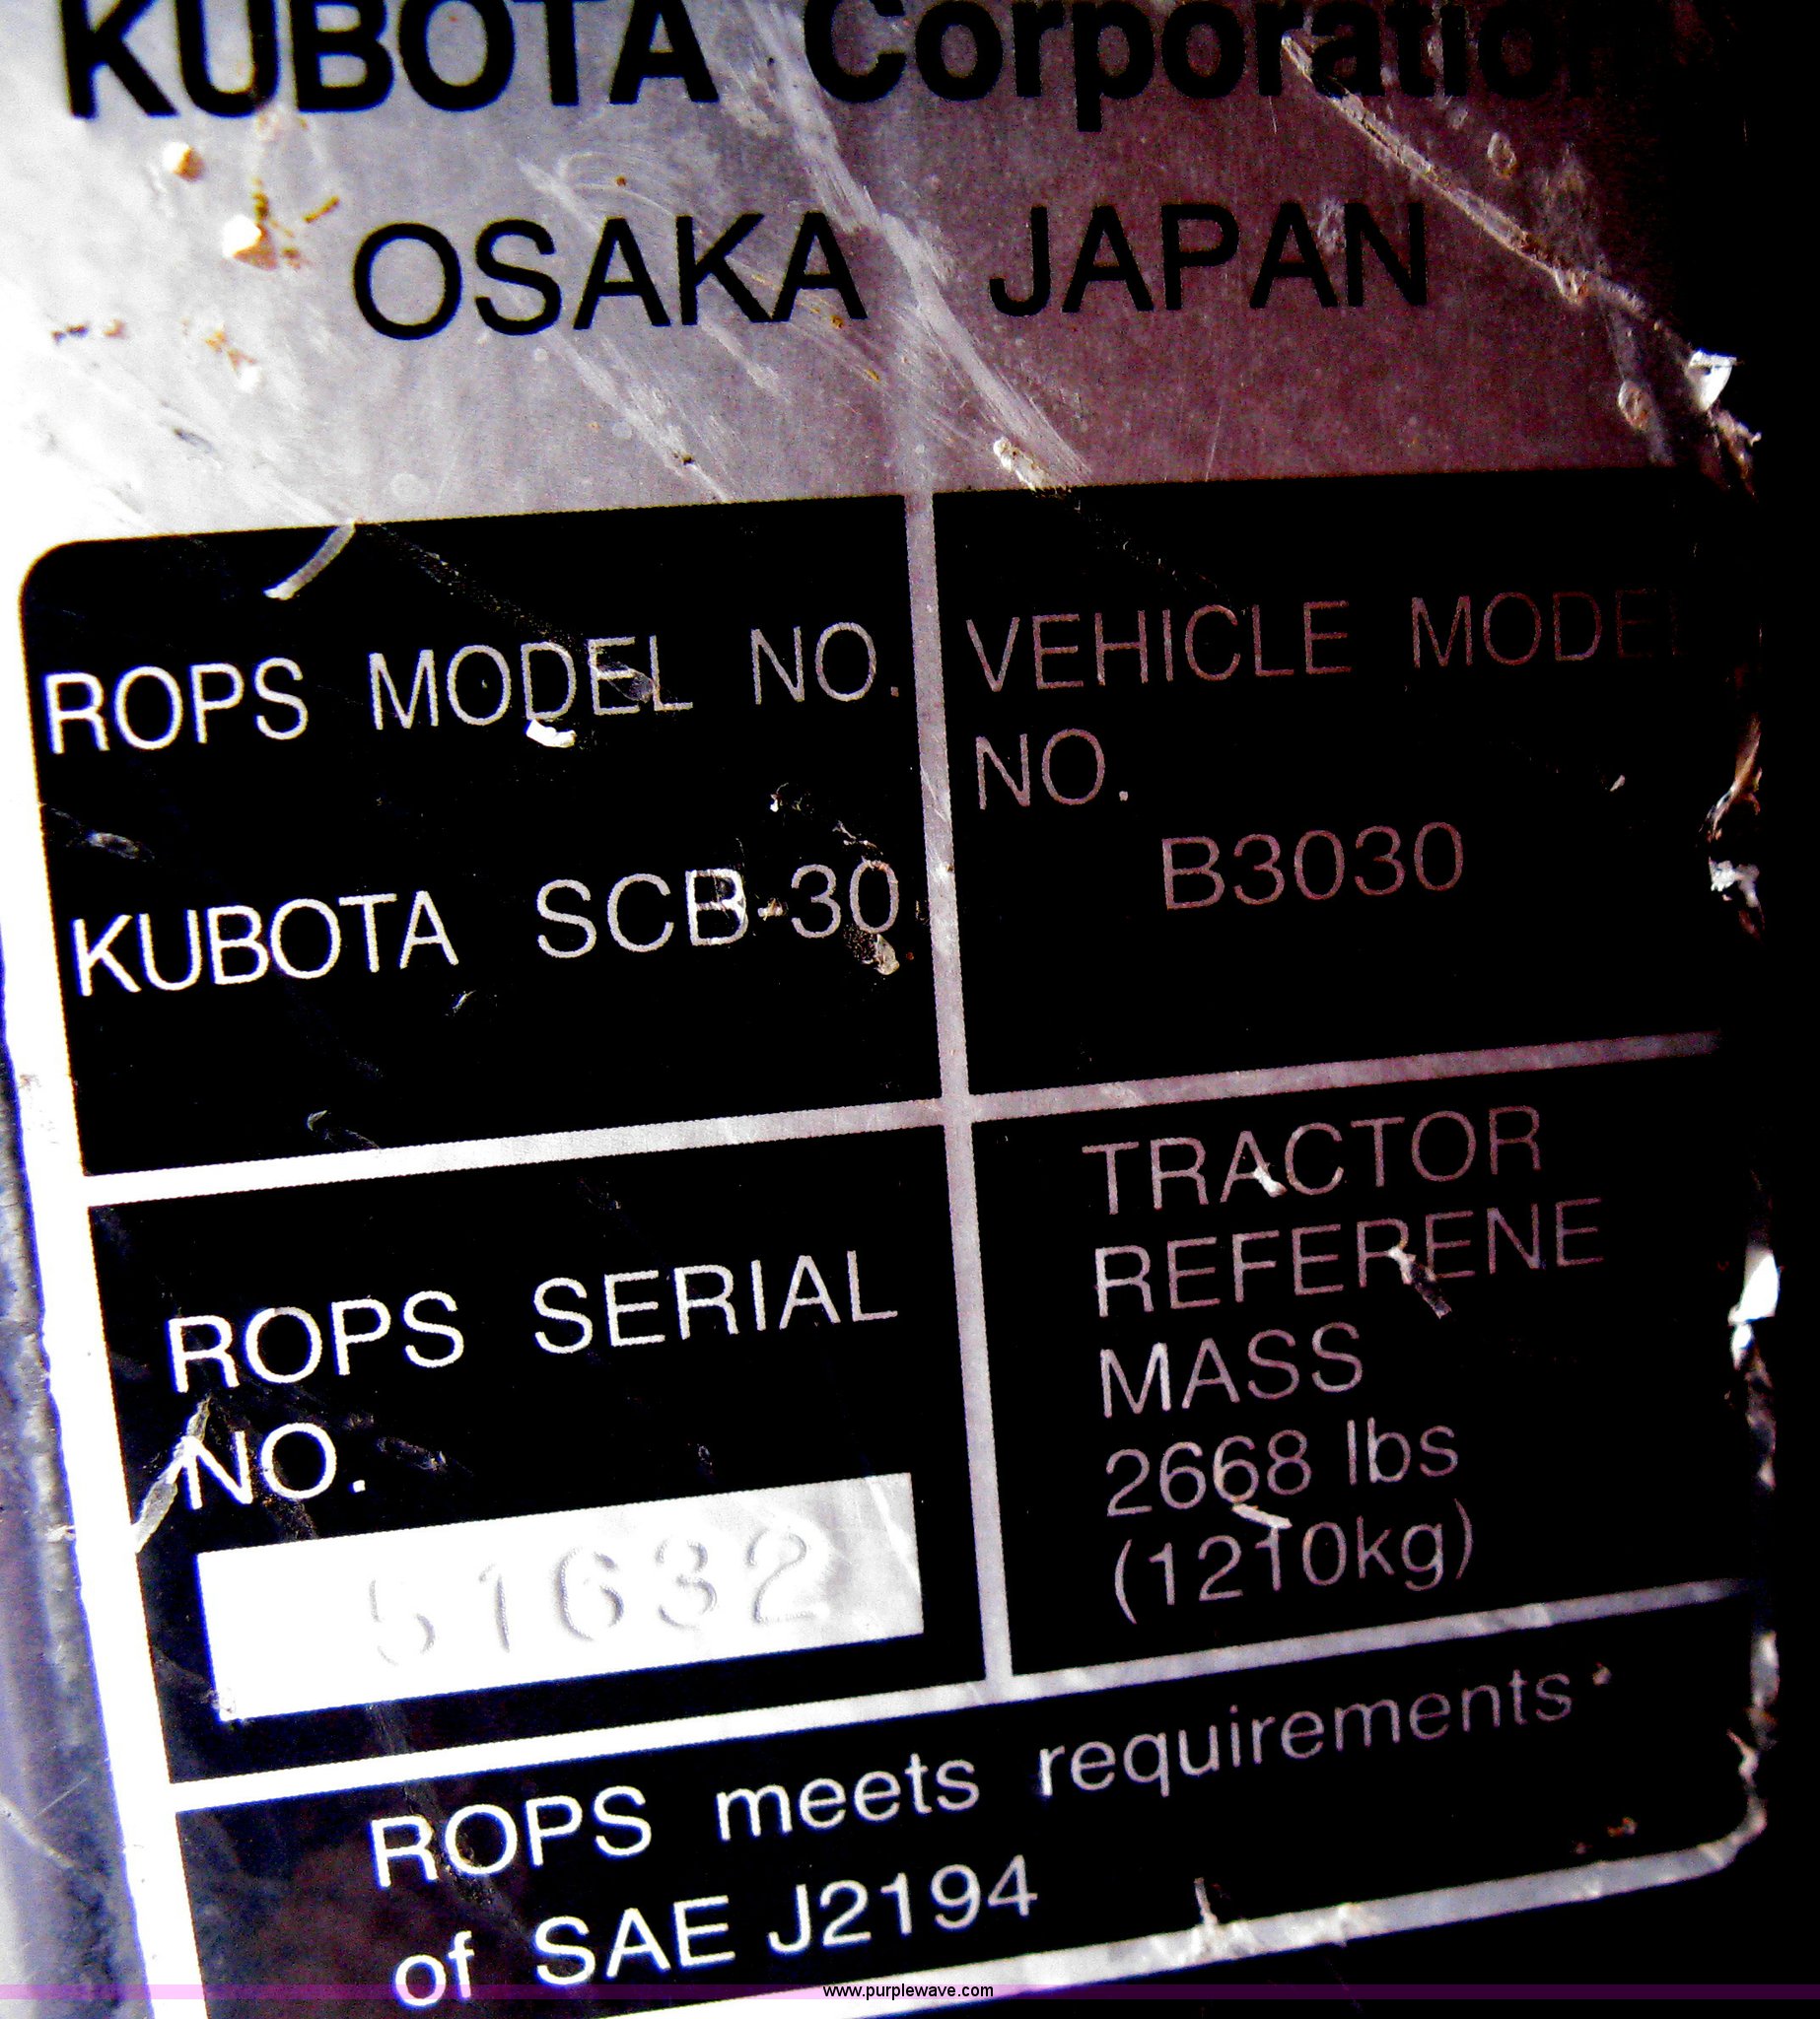 KUBOTA Corporation
OSAKA JAPAN
ROPS MODEL NO.
KUBOTA SCB-30
VEHICLE MODEL
NO.
B3030
ROPS SERIAL
NO.
51632
TRACTOR
REFERENE
MASS
2668 lbs
(1210kg)
ROPS meets requirements
of SAE J2194
www.purplewave.com